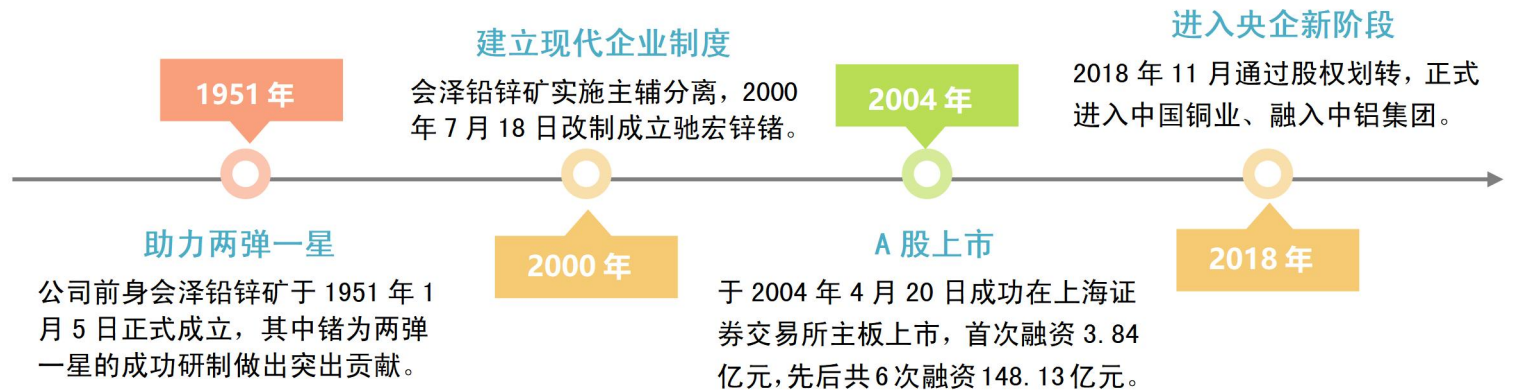 1951年
助力两弹一星
公司前身会泽铅锌矿于 1951 年 1
月 5 日正式成立，其中锗为两弹
一星的成功研制做出突出贡献。
建立现代企业制度
会泽铅锌矿实施主辅分离，2000
年 7 月 18 日改制成立驰宏锌锗。
2000 年
2004 年
A 股上市
于 2004 年 4 月 20 日成功在上海证
券交易所主板上市，首次融资 3.84
亿元，先后共 6 次融资 148.13 亿元。
进入央企新阶段
2018 年 11 月通过股权划转，正式
进入中国铜业、融入中铝集团。
2018 年